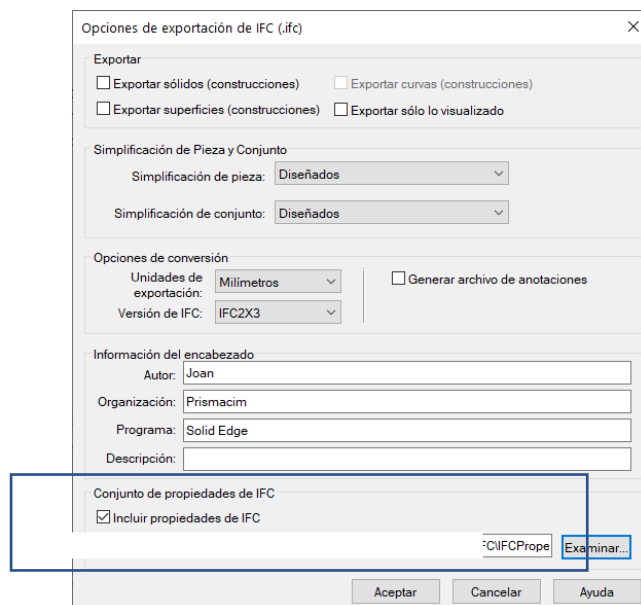 Opciones de exportación de IFC (.ifc)
Exportar
Exportar sólidos (construcciones) Exportar curvas (construcciones)
Exportar superficies (construcciones) Exportar sólo lo visualizado
Simplificación de Pieza y Conjunto
Simplificación de pieza: Diseñados
Simplificación de conjunto: Diseñados
Opciones de conversión
Unidades de exportación: Milímetros Generar archivo de anotaciones
Versión de IFC: IFC2X3
Información del encabezado
Autor: Joan
Organización: Prismacim
Programa: Solid Edge
Descripción:
Conjunto de propiedades de IFC
Incluir propiedades de IFC
FC\IFCPrope Examinar...
Aceptar Cancelar Ayuda